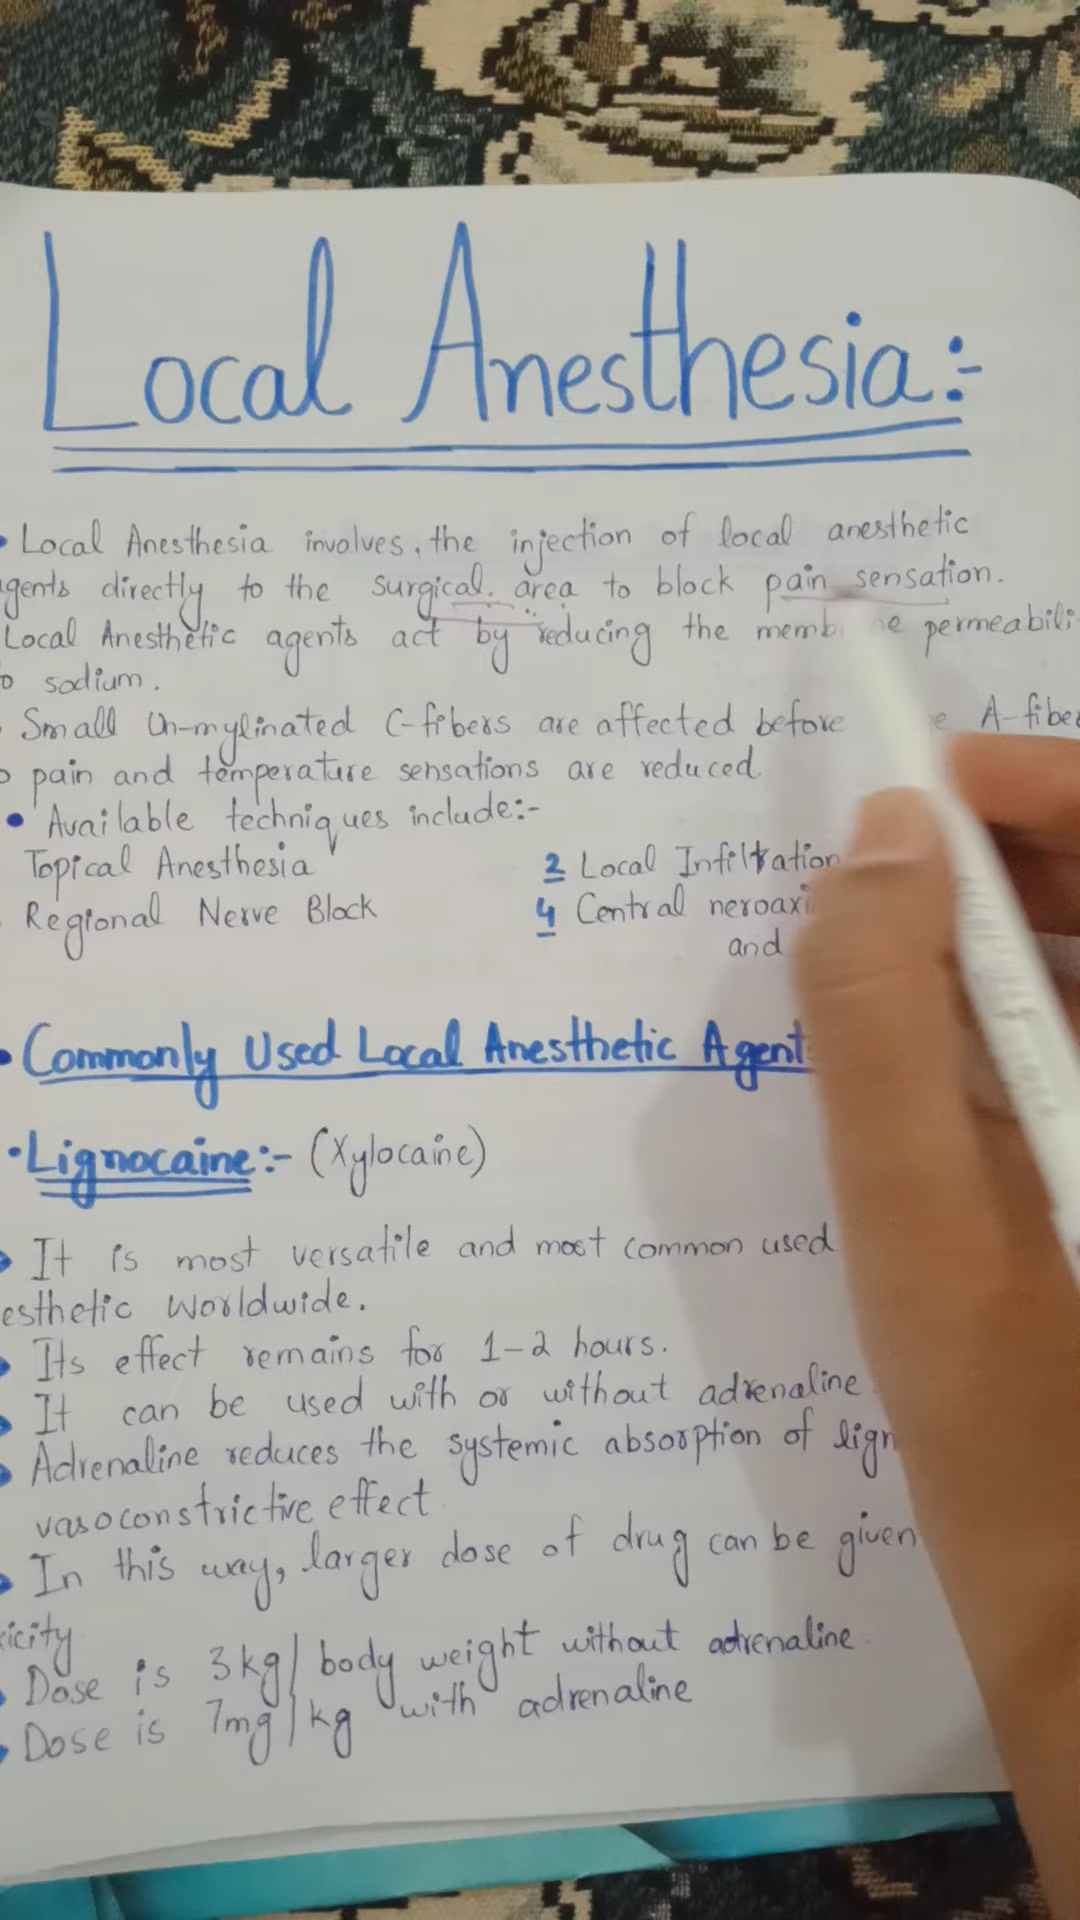 Local Anesthesia:-
• Local Anesthesia involves, the injection of local anesthetic
gents directly to the surgical. area to block pain sensation.
Local Anesthetic agents act by reducing the permeabili
o sodium.
Small Un-mylinated C-fibers are affected before A-fibe
pain and temperature sensations are reduced
• Available techniques include:-
Topical Anesthesia 2 Local Infiltration
Regional Nerve Block 4 Central neroaxi
and
• Commonly Used Local Anesthetic Agent
• Lignocaine:- (Xylocaine)
It is most versatile and most common used
esthetic Worldwide.
Its effect remains for 1-2 hours.
It can be used with or without adrenaline
Adrenaline reduces the systemic absorption of lign
vasoconstrictive effect.
In this way, larger dose of drug can be given
icity
Dose is 3kg/body weight without adrenaline
Dose is 7mg/kg with adrenaline